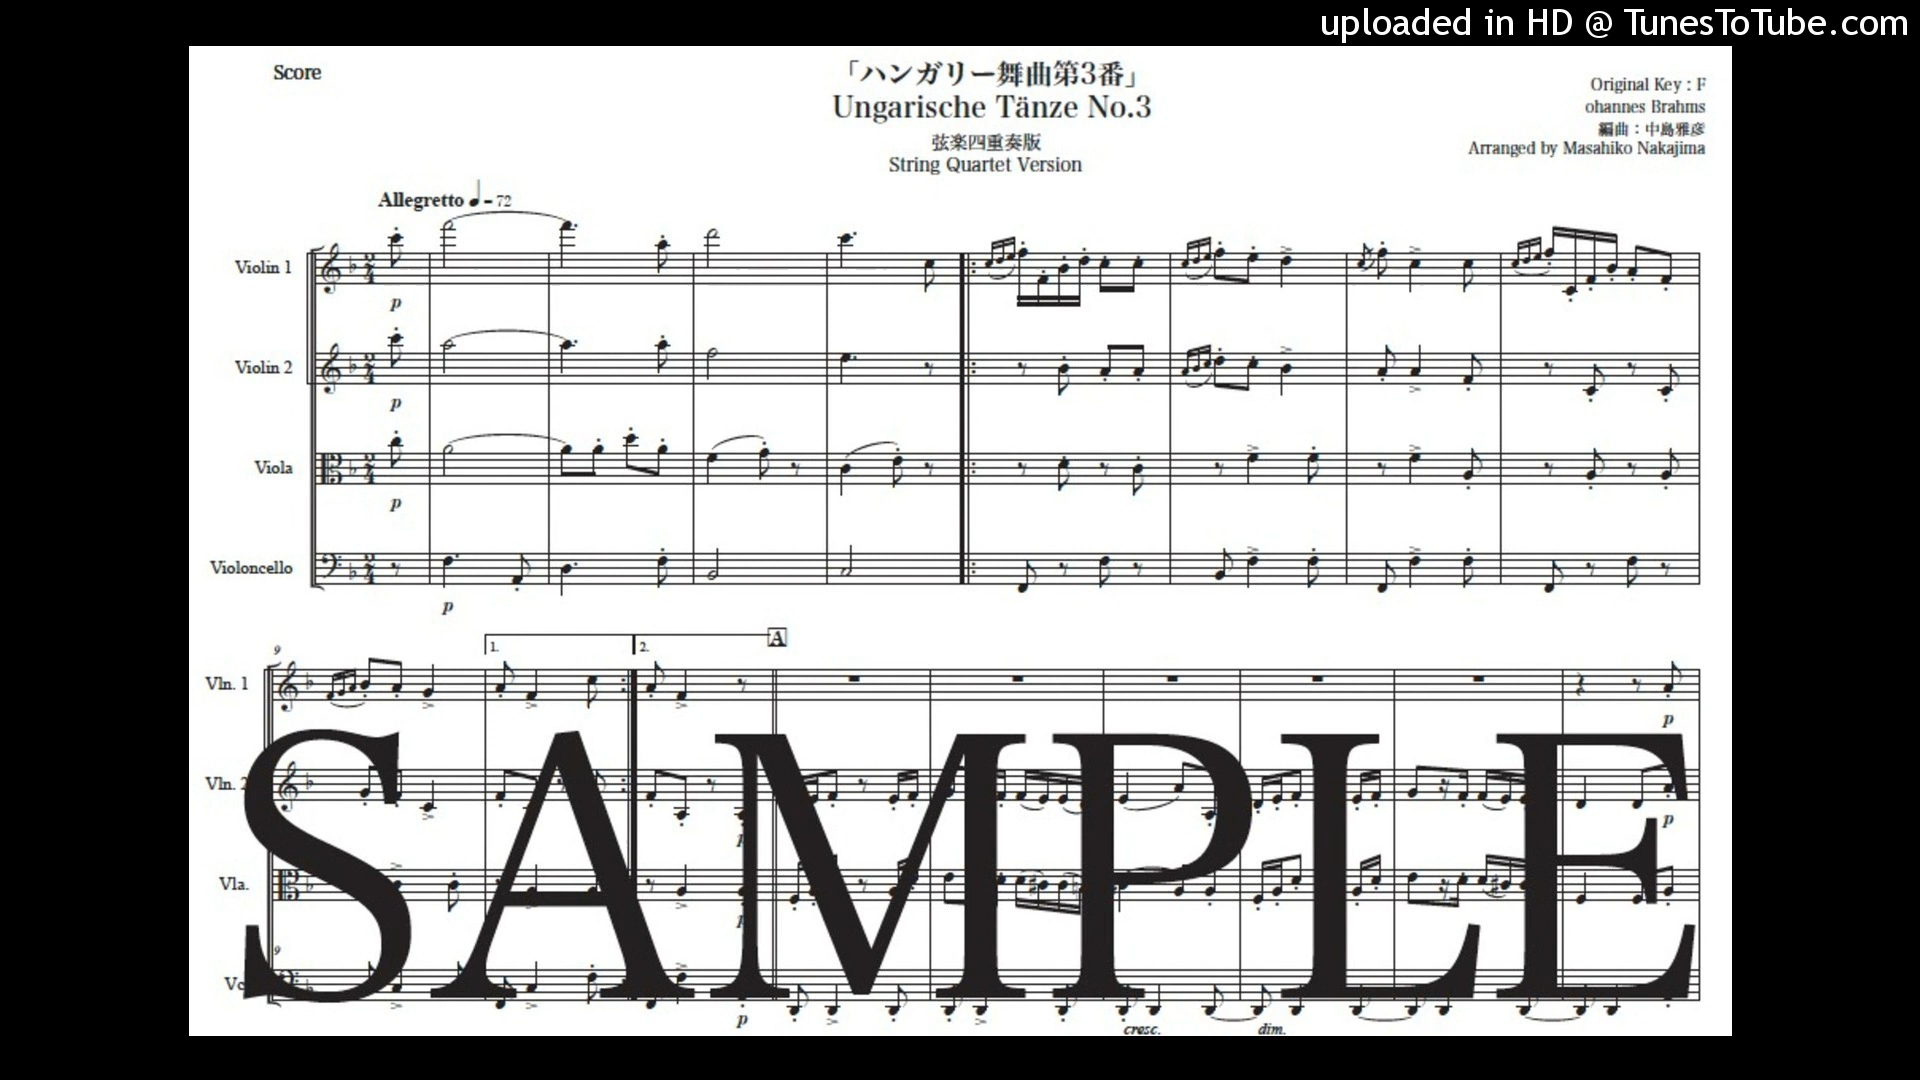 uploaded in HD @ TunesToTube.com
Score
「ハンガリー舞曲第3番」
Ungarische Tänze No.3
弦楽四重奏版
String Quartet Version
Original Key : F
ohannes Brahms
編曲：中島雅彦
Arranged by Masahiko Nakajima
Allegretto ♩ = 72
Violin 1
p
Violin 2
p
Viola
p
Violoncello
p
9
1.
2.
A
Vln. 1
p
Vln. 2
p
p
Vla.
p
9
Vc
p
cresc.
dim.
SAMPLE